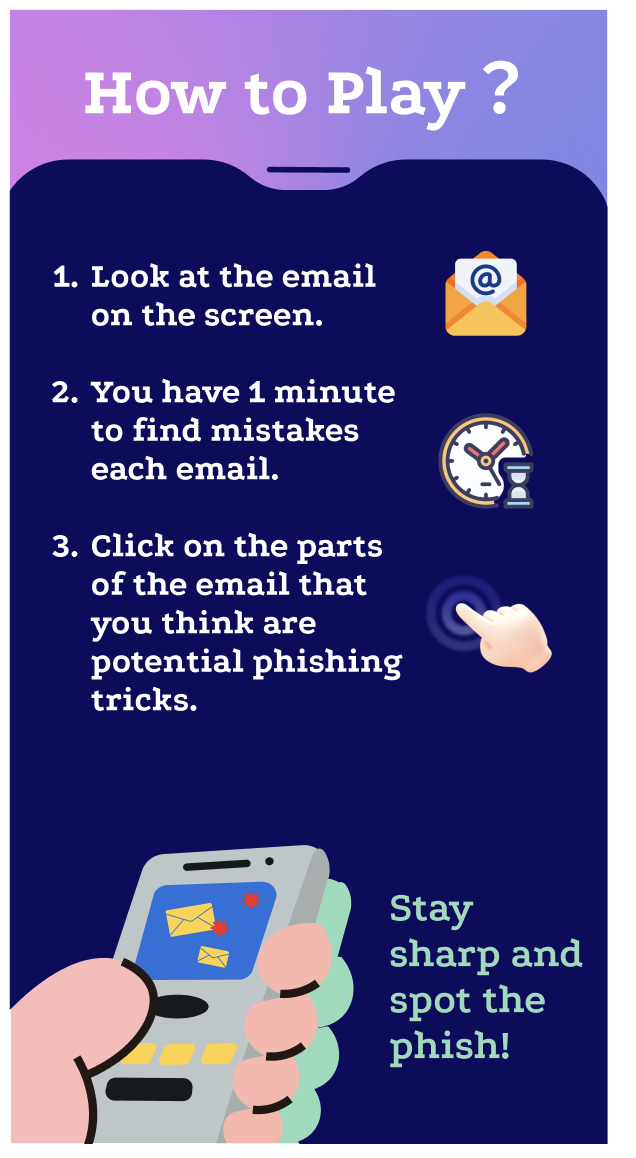 How to Play ?
1. Look at the email
on the screen.
@
2. You have 1 minute
to find mistakes
each email.
3. Click on the parts
of the email that
you think are
potential phishing
tricks.
Stay
sharp and
spot the
phish!